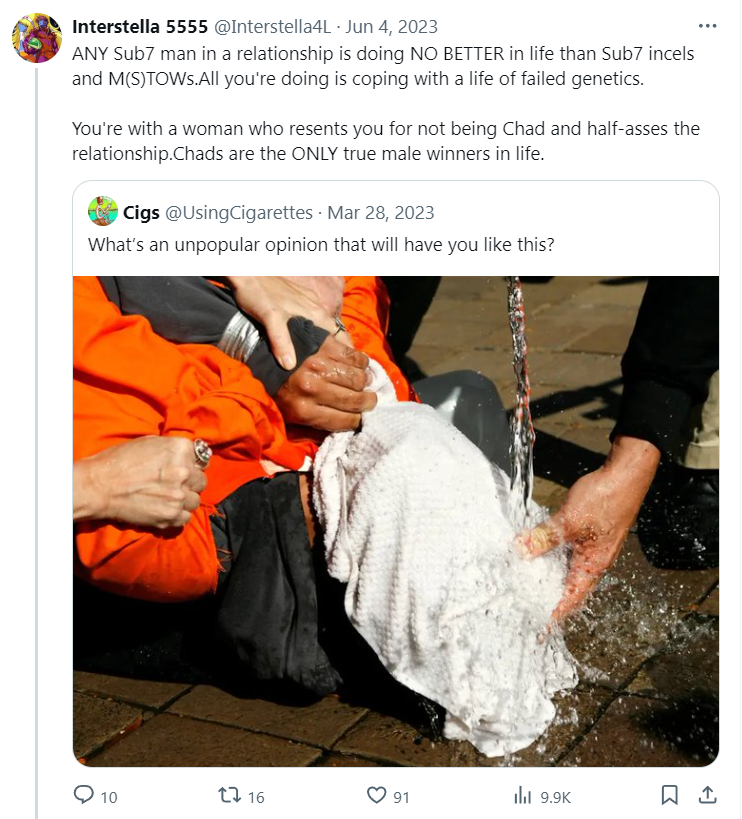 Interstella 5555 @Interstella4L · Jun 4, 2023
ANY Sub7 man in a relationship is doing NO BETTER in life than Sub7 incels
and M(S)TOWs.All you're doing is coping with a life of failed genetics.
You're with a woman who resents you for not being Chad and half-asses the
relationship.Chads are the ONLY true male winners in life.
Cigs @UsingCigarettes · Mar 28, 2023
What's an unpopular opinion that will have you like this?
10 16 91 9.9K